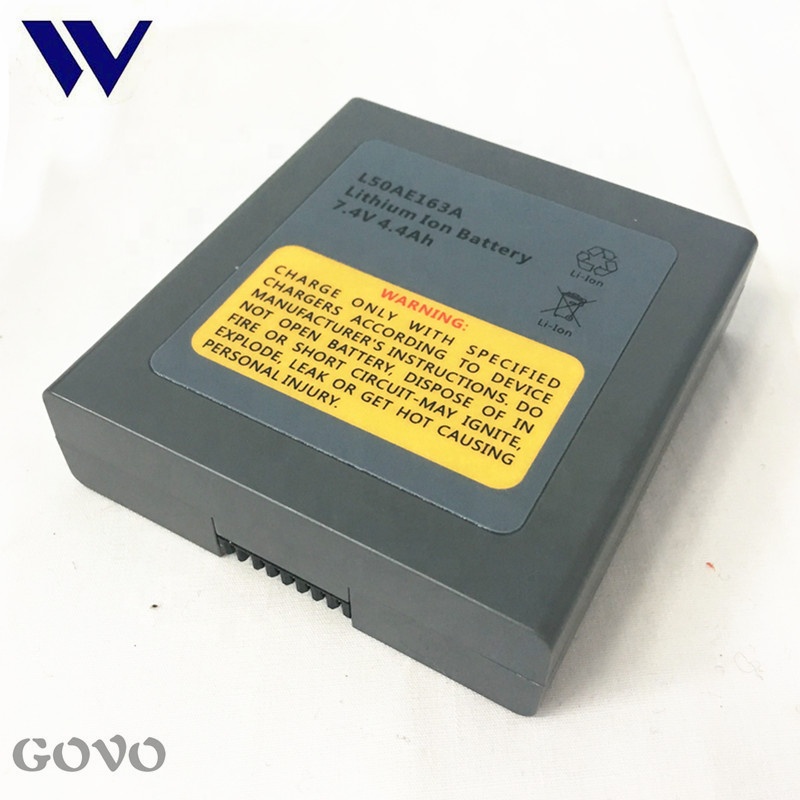 W
L50AE163A
Lithium Ion Battery
7.4V 4.4Ah
Li-Ion
Li-Ion
WARNING:
CHARGE ONLY WITH SPECIFIED
CHARGERS ACCORDING TO DEVICE
MANUFACTURER'S INSTRUCTIONS. DO
NOT OPEN BATTERY, DISPOSE OF IN
FIRE OR SHORT CIRCUIT-MAY IGNITE,
EXPLODE, LEAK OR GET HOT CAUSING
PERSONAL INJURY.
GOVO